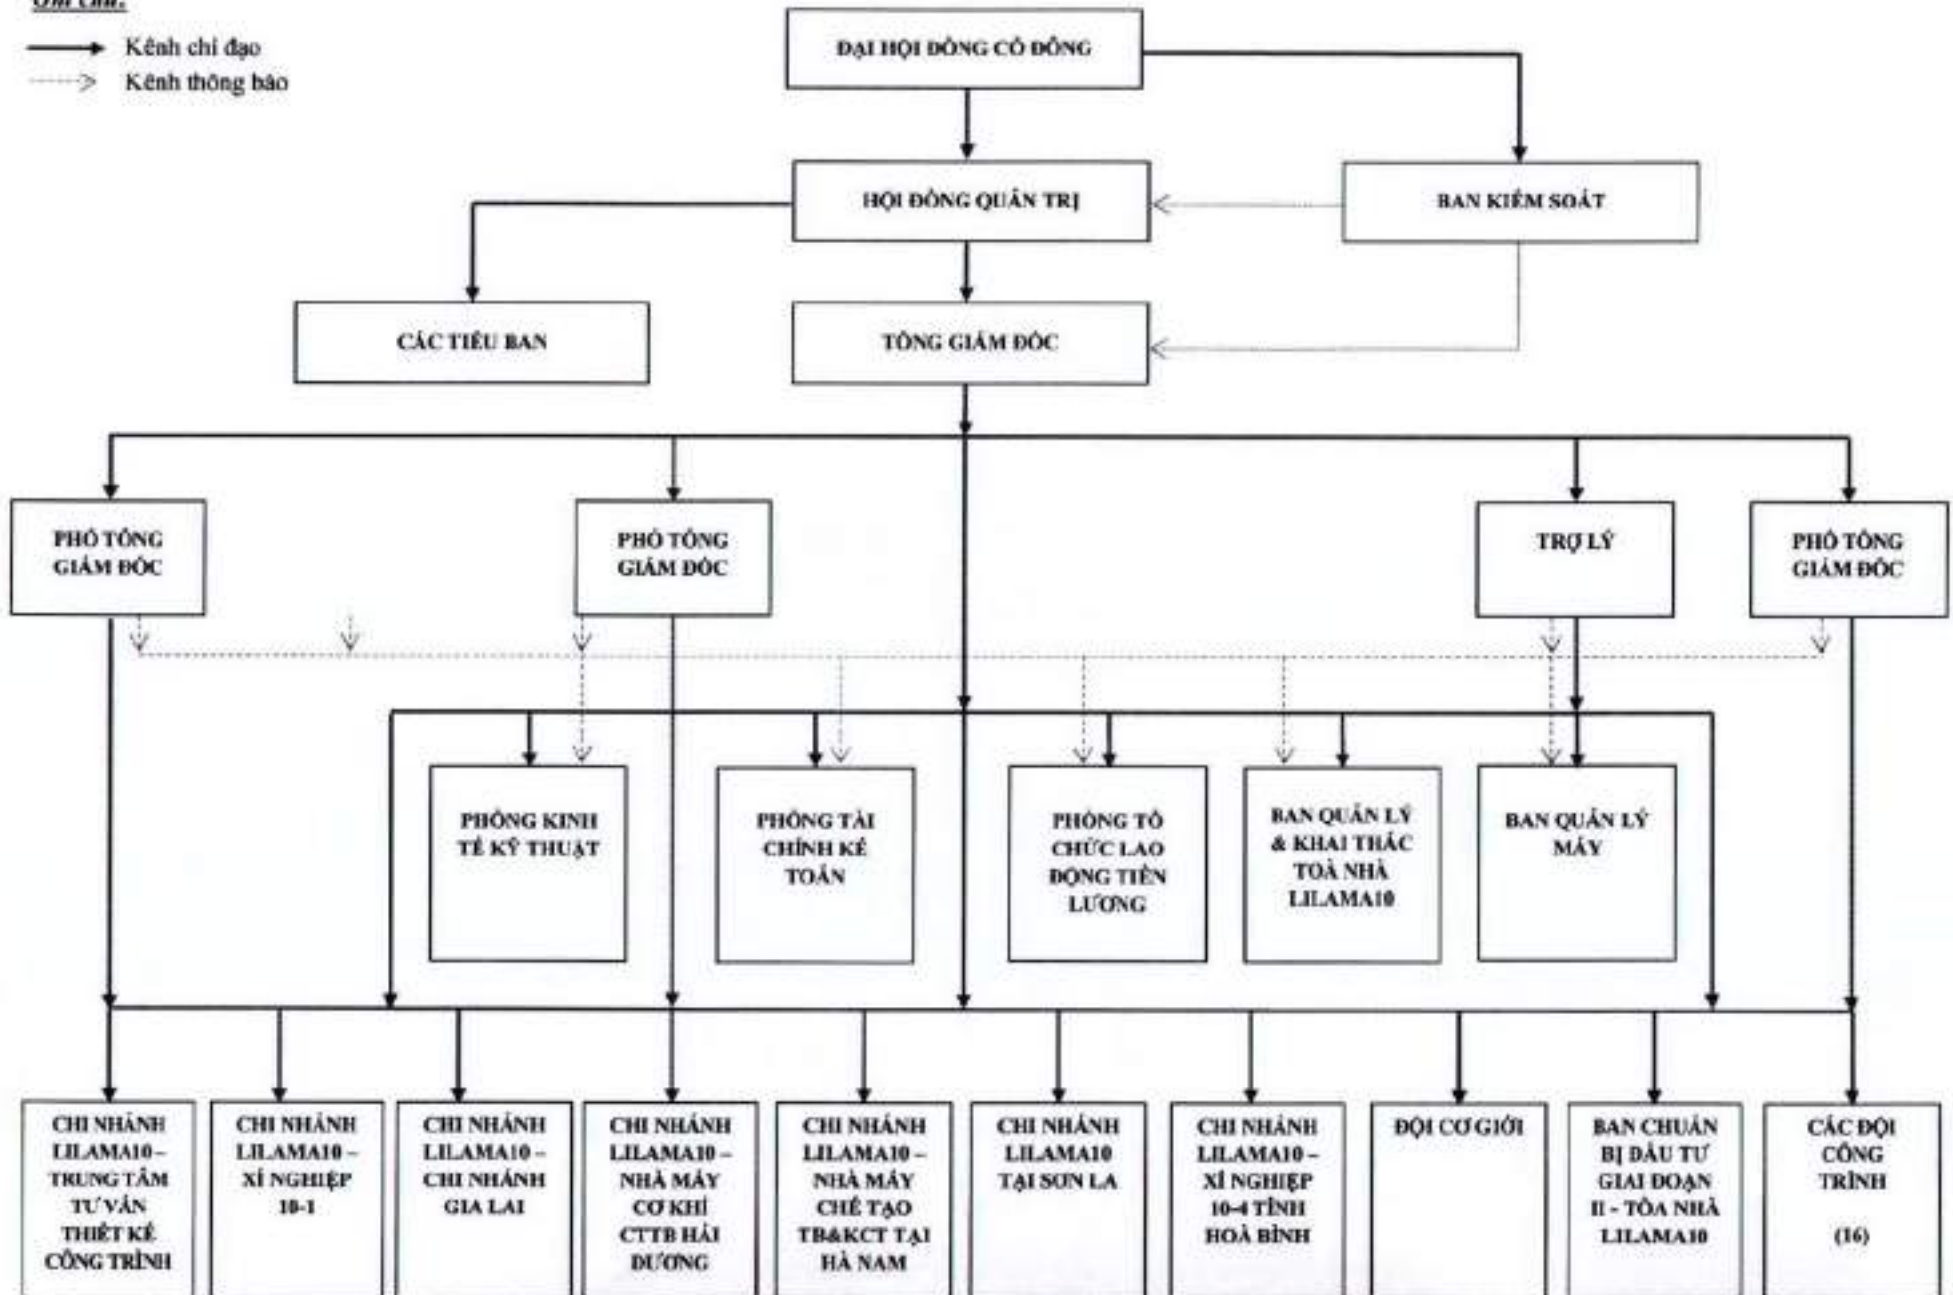 Ghi chú:
Kênh chỉ đạo
Kênh thông báo
ĐẠI HỘI ĐỒNG CỔ ĐÔNG
HỘI ĐỒNG QUẢN TRỊ
BAN KIỂM SOÁT
CÁC TIỂU BAN
TỔNG GIÁM ĐỐC
PHÓ TỔNG
GIÁM ĐỐC
PHÓ TỔNG
GIÁM ĐỐC
TRỢ LÝ
PHÓ TỔNG
GIÁM ĐỐC
PHÒNG KINH
TẾ KỸ THUẬT
PHÒNG TÀI
CHÍNH KẾ
TOÁN
PHÒNG TỔ
CHỨC LAO
ĐỘNG TIỀN
LƯƠNG
BAN QUẢN LÝ
& KHAI THÁC
TOÀ NHÀ
LILAMA10
BAN QUẢN LÝ
MÁY
CHI NHÁNH
LILAMA10 –
TRUNG TÂM
TƯ VẤN
THIẾT KẾ
CÔNG TRÌNH
CHI NHÁNH
LILAMA10 –
XÍ NGHIỆP
10-1
CHI NHÁNH
LILAMA10 –
CHI NHÁNH
GIA LAI
CHI NHÁNH
LILAMA10 –
NHÀ MÁY
CƠ KHÍ
CTTB HẢI
DƯƠNG
CHI NHÁNH
LILAMA10 –
NHÀ MÁY
CHẾ TẠO
TB&KCT TẠI
HÀ NAM
CHI NHÁNH
LILAMA10
TẠI SƠN LA
CHI NHÁNH
LILAMA10 –
XÍ NGHIỆP
10-4 TỈNH
HOÀ BÌNH
ĐỘI CƠ GIỚI
BAN CHUẨN
BỊ ĐẦU TƯ
GIAI ĐOẠN
II - TÒA NHÀ
LILAMA10
CÁC ĐỘI
CÔNG
TRÌNH
(16)